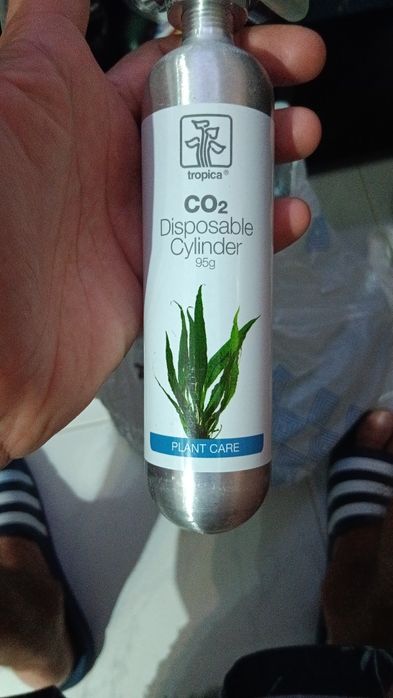 tropica®
CO2
Disposable
Cylinder
95g
PLANT CARE